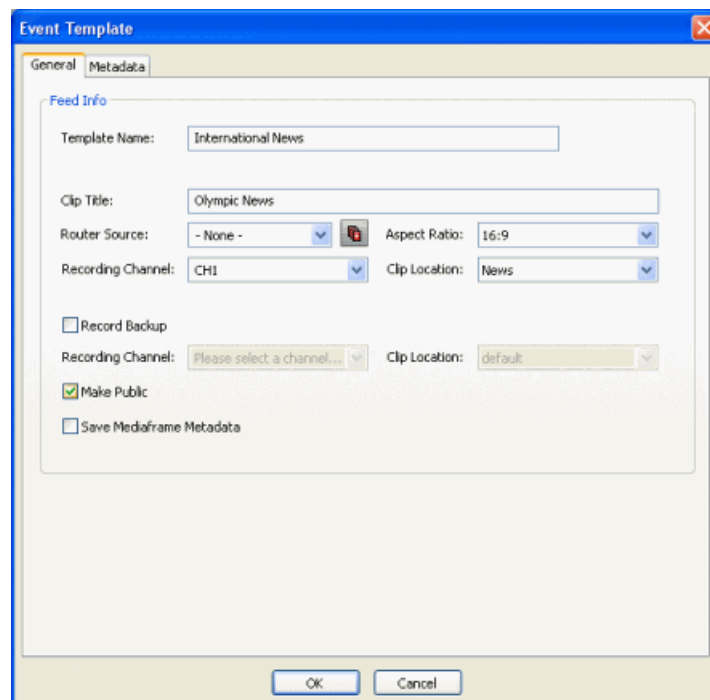 Event Template
General Metadata
Feed Info
Template Name: International News
Clip Title: Olympic News
Router Source: - None - Aspect Ratio: 16:9
Recording Channel: CH1 Clip Location: News
Record Backup
Recording Channel: Please select a channel... Clip Location: default
Make Public
Save Mediaframe Metadata
OK Cancel